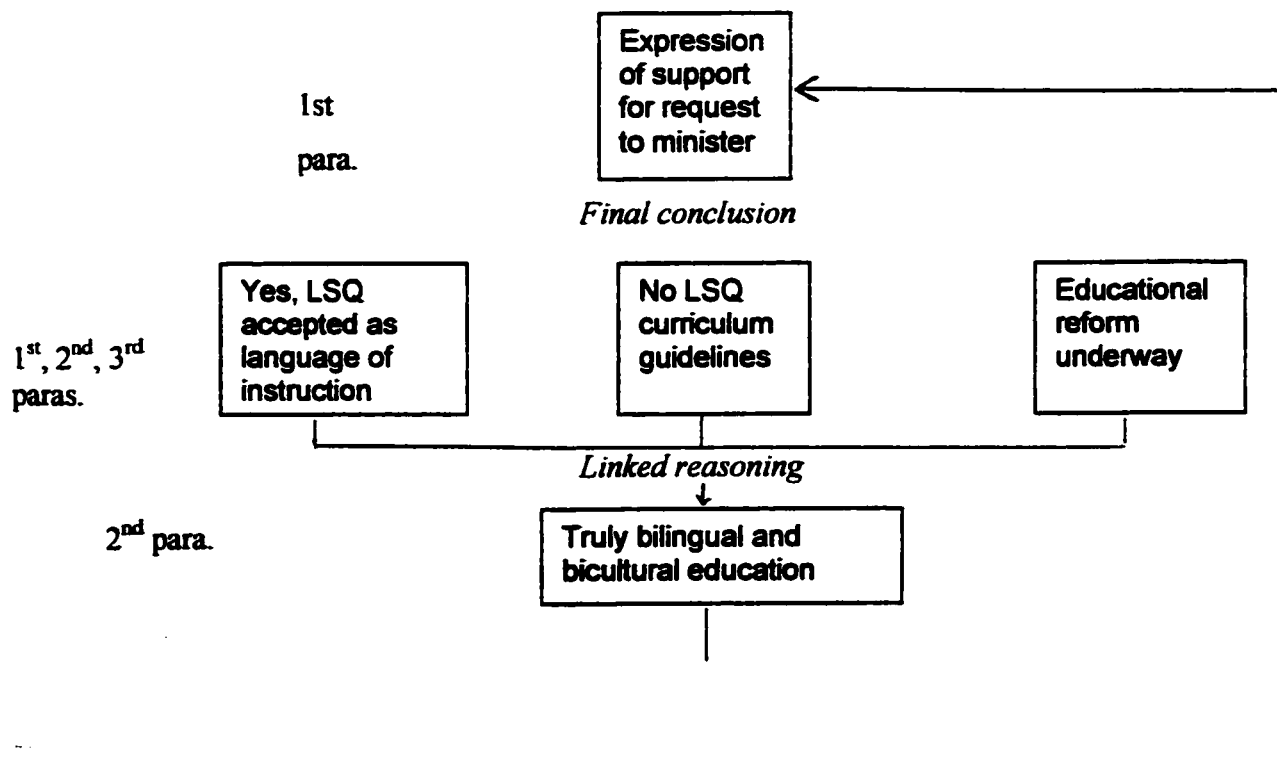 Expression
of support
for request
to minister
1st
para.
Final conclusion
Yes, LSQ
accepted as
language of
instruction
No LSQ
curriculum
guidelines
Educational
reform
underway
1st, 2nd, 3rd
paras.
Linked reasoning
2nd para.
Truly bilingual and
bicultural education